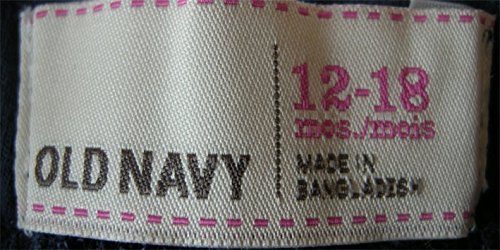 OLD NAVY
12-18
mos./mois
MADE IN
BANGLADESH